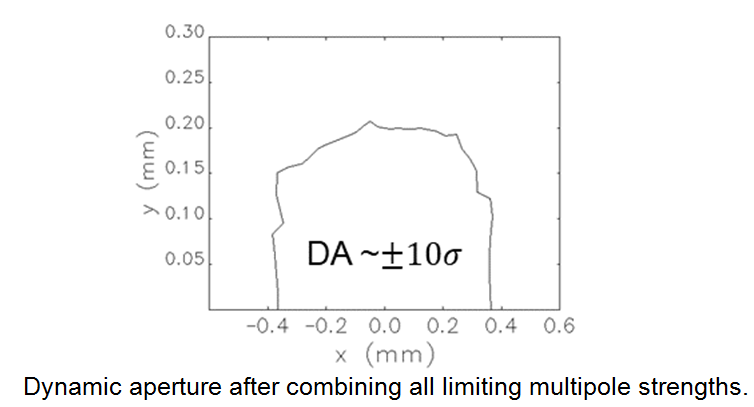 0.30
0.25
0.20
0.15
0.10
0.05
y (mm)
DA ~±10σ
-0.4 -0.2 0.0 0.2 0.4 0.6
x (mm)
Dynamic aperture after combining all limiting multipole strengths.